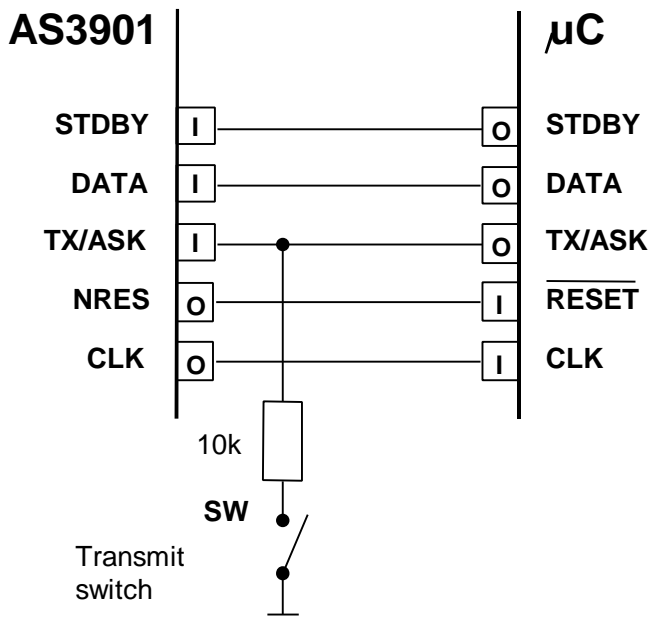 AS3901 µC
STDBY I O STDBY
DATA I O DATA
TX/ASK I O TX/ASK
NRES O I RESET
CLK O I CLK
10k
SW
Transmit
switch